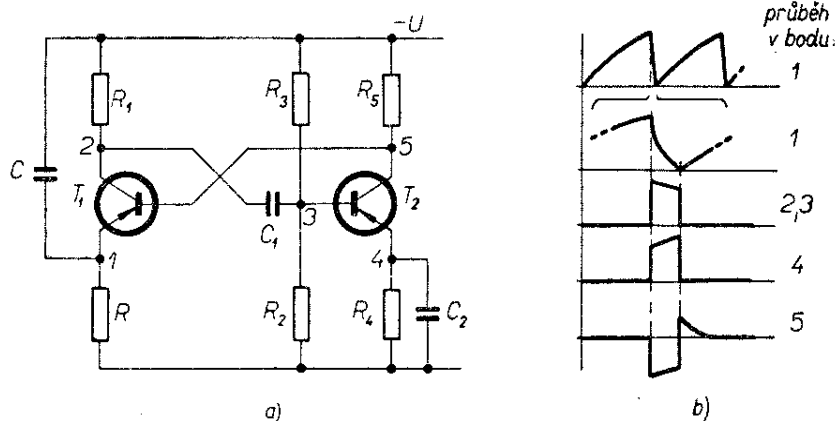 -U
R₁
R₃
R₅
2
5
C
T₁
C₁
3
T₂
1
4
R
R₂
R₄
C₂
a)
průběh
v bodu:
1
1
2,3
4
5
b)